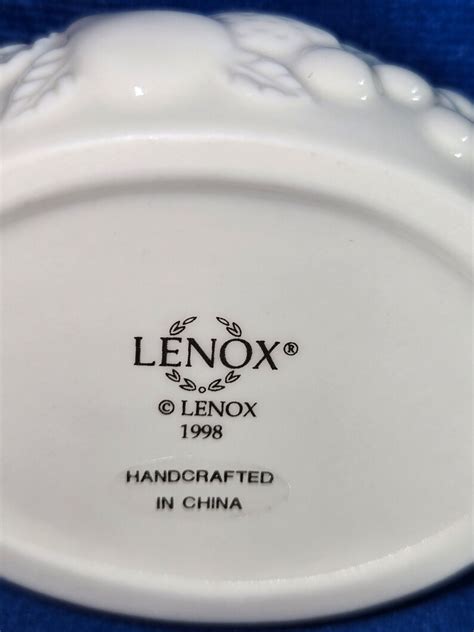 LENOX®
© LENOX
1998
HANDCRAFTED
IN CHINA